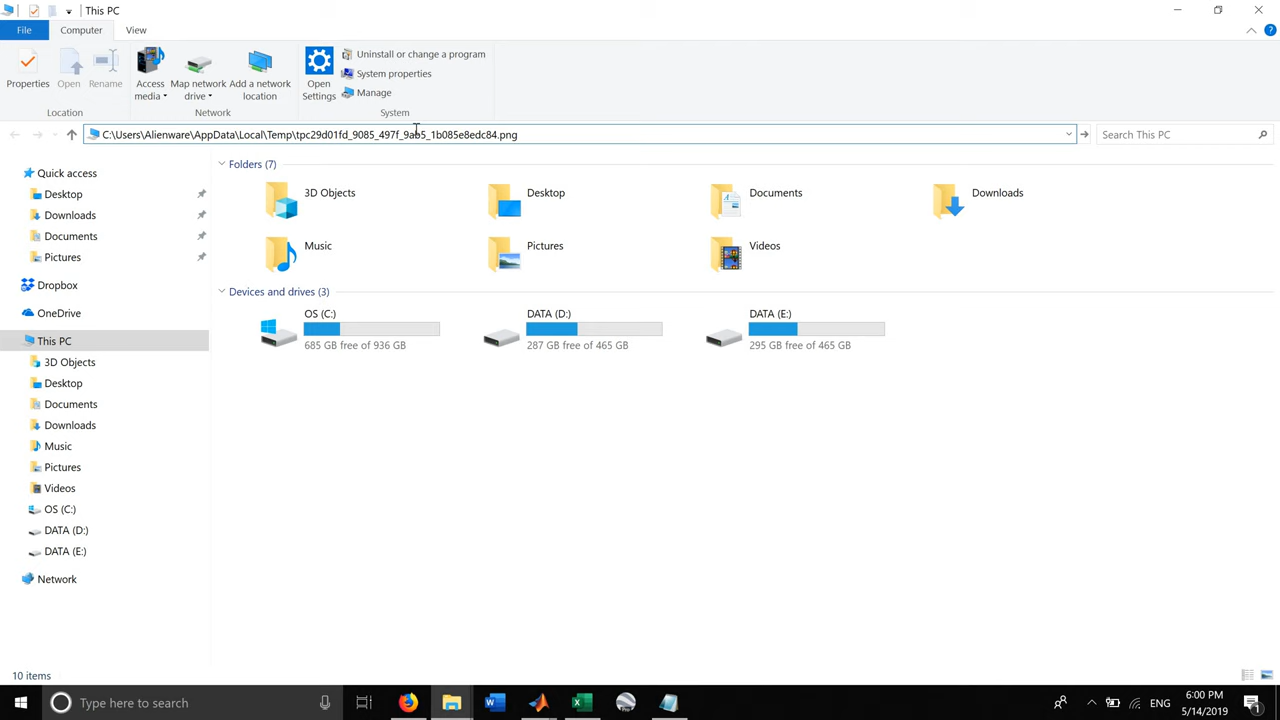 This PC
File
Computer
View
Properties
Open
Rename
Access media
Map network drive
Add a network location
Open Settings
Uninstall or change a program
System properties
Manage
Location
Network
System
C:\Users\Alienware\AppData\Local\Temp\tpc29d01fd_9085_497f_9ab5_1b085e8edc84.png
Search This PC
Quick access
Desktop
Downloads
Documents
Pictures
Dropbox
OneDrive
This PC
3D Objects
Desktop
Documents
Downloads
Music
Pictures
Videos
OS (C:)
DATA (D:)
DATA (E:)
Network
Folders (7)
3D Objects
Desktop
Documents
Downloads
Music
Pictures
Videos
Devices and drives (3)
OS (C:)
685 GB free of 936 GB
DATA (D:)
287 GB free of 465 GB
DATA (E:)
295 GB free of 465 GB
10 items
Type here to search
ENG
6:00 PM
5/14/2019
1